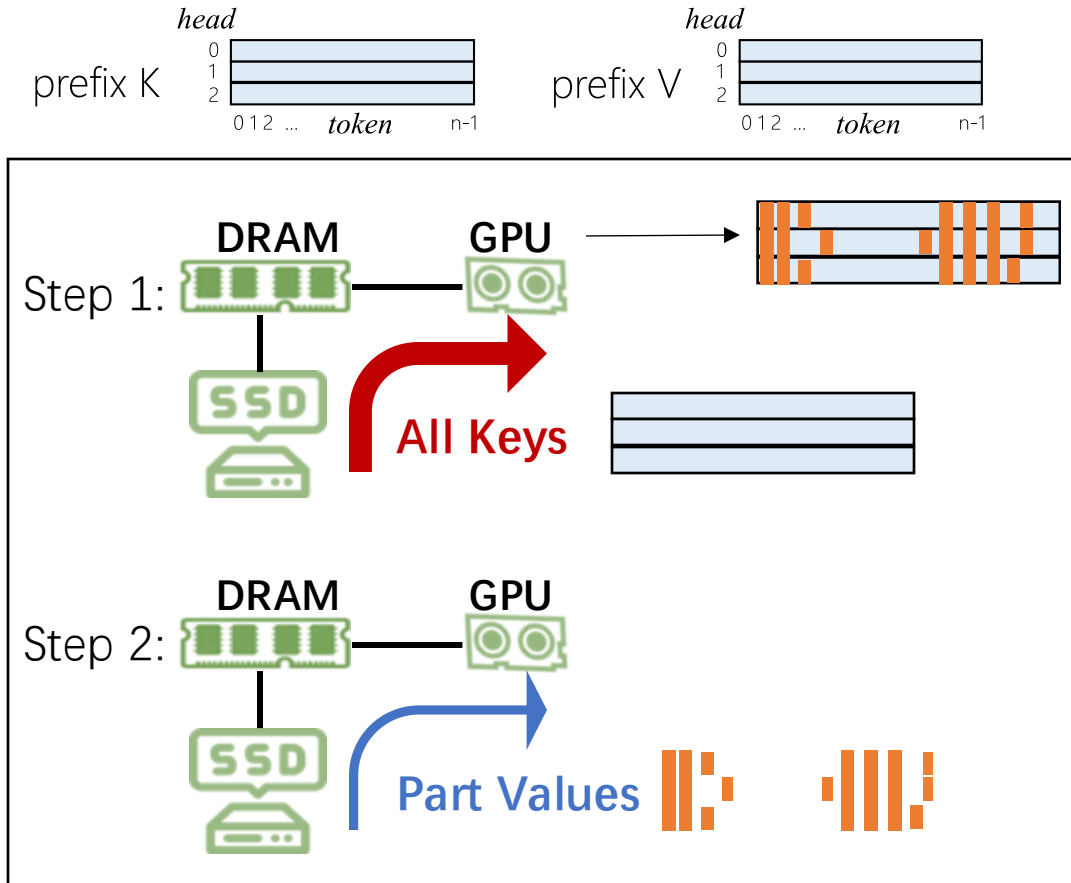 head
prefix K
0
1
2
0 1 2 ... token n-1
head
prefix V
0
1
2
0 1 2 ... token n-1
Step 1:
DRAM
GPU
SSD
All Keys
Step 2:
DRAM
GPU
SSD
Part Values